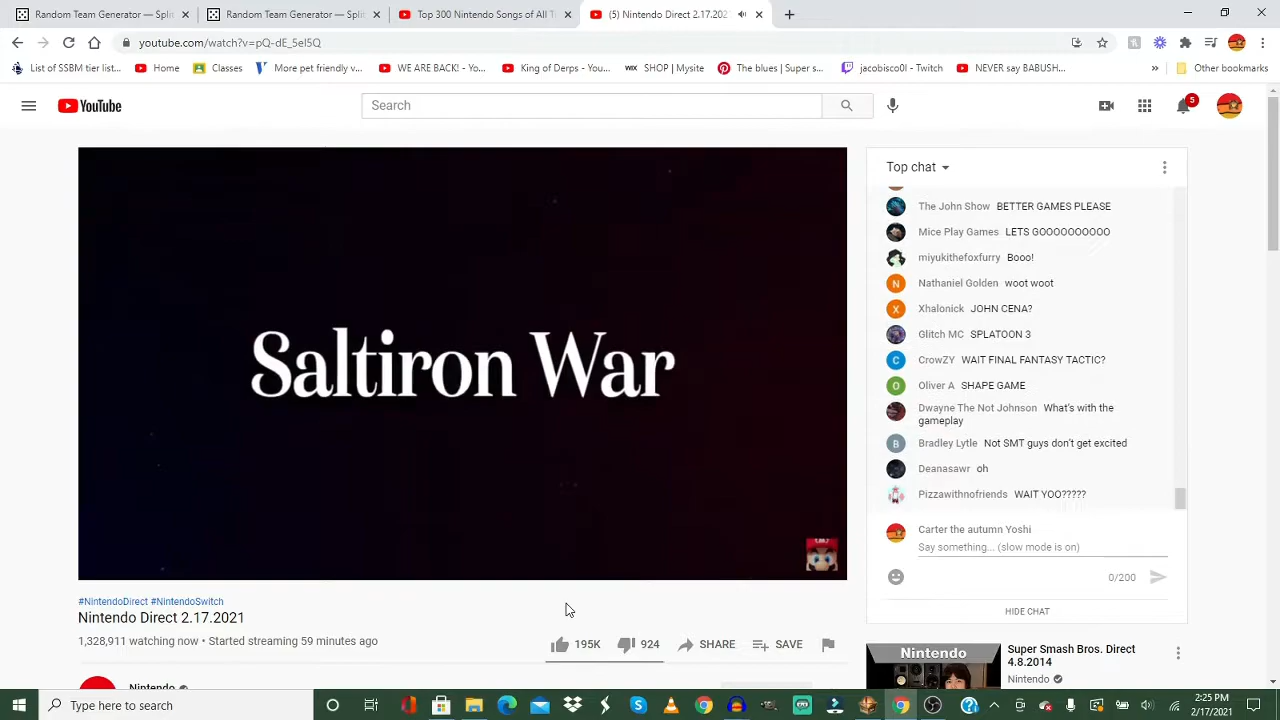 Random Team Generator — Spli
Random Team Generator — Spli
Top 300 Nintendo Songs of All Ti
(5) Nintendo Direct 2.17.202
youtube.com/watch?v=pQ-dE_5eI5Q
List of SSBM tier list...
Home
Classes
More pet friendly v...
WE ARE BACK! - Yo...
King of Derps - You...
WIX SHOP | Mysite
The blues | Super s...
jacobisco0l - Twitch
NEVER say BABUSH...
»
Other bookmarks
YouTube
Search
5
Saltiron War
Top chat
The John Show BETTER GAMES PLEASE
Mice Play Games LETS GOOOOOOOOOO
miyukithefoxfurry Booo!
N Nathaniel Golden woot woot
X Xhalonick JOHN CENA?
Glitch MC SPLATOON 3
C CrowZY WAIT FINAL FANTASY TACTIC?
O Oliver A SHAPE GAME
Dwayne The Not Johnson What's with the
gameplay
B Bradley Lytle Not SMT guys don't get excited
Deanasawr oh
Pizzawithnofriends WAIT YOO?????
Carter the autumn Yoshi
Say something... (slow mode is on)
0/200
HIDE CHAT
#NintendoDirect #NintendoSwitch
Nintendo Direct 2.17.2021
1,328,911 watching now • Started streaming 59 minutes ago
195K
924
SHARE
SAVE
Nintendo
Nintendo
Super Smash Bros. Direct
4.8.2014
Nintendo
Type here to search
2:25 PM
2/17/2021